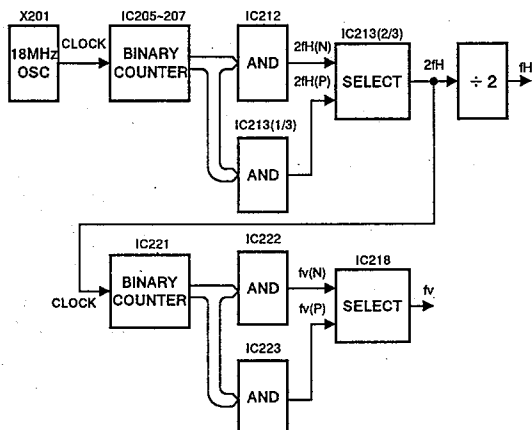 X201
18MHz
OSC
CLOCK
IC205~207
BINARY
COUNTER
IC212
AND
2fH(N)
2fH(P)
IC213(1/3)
AND
IC213(2/3)
SELECT
2fH
÷ 2
fH
CLOCK
IC221
BINARY
COUNTER
IC222
AND
fv(N)
fv(P)
IC223
AND
IC218
SELECT
fv